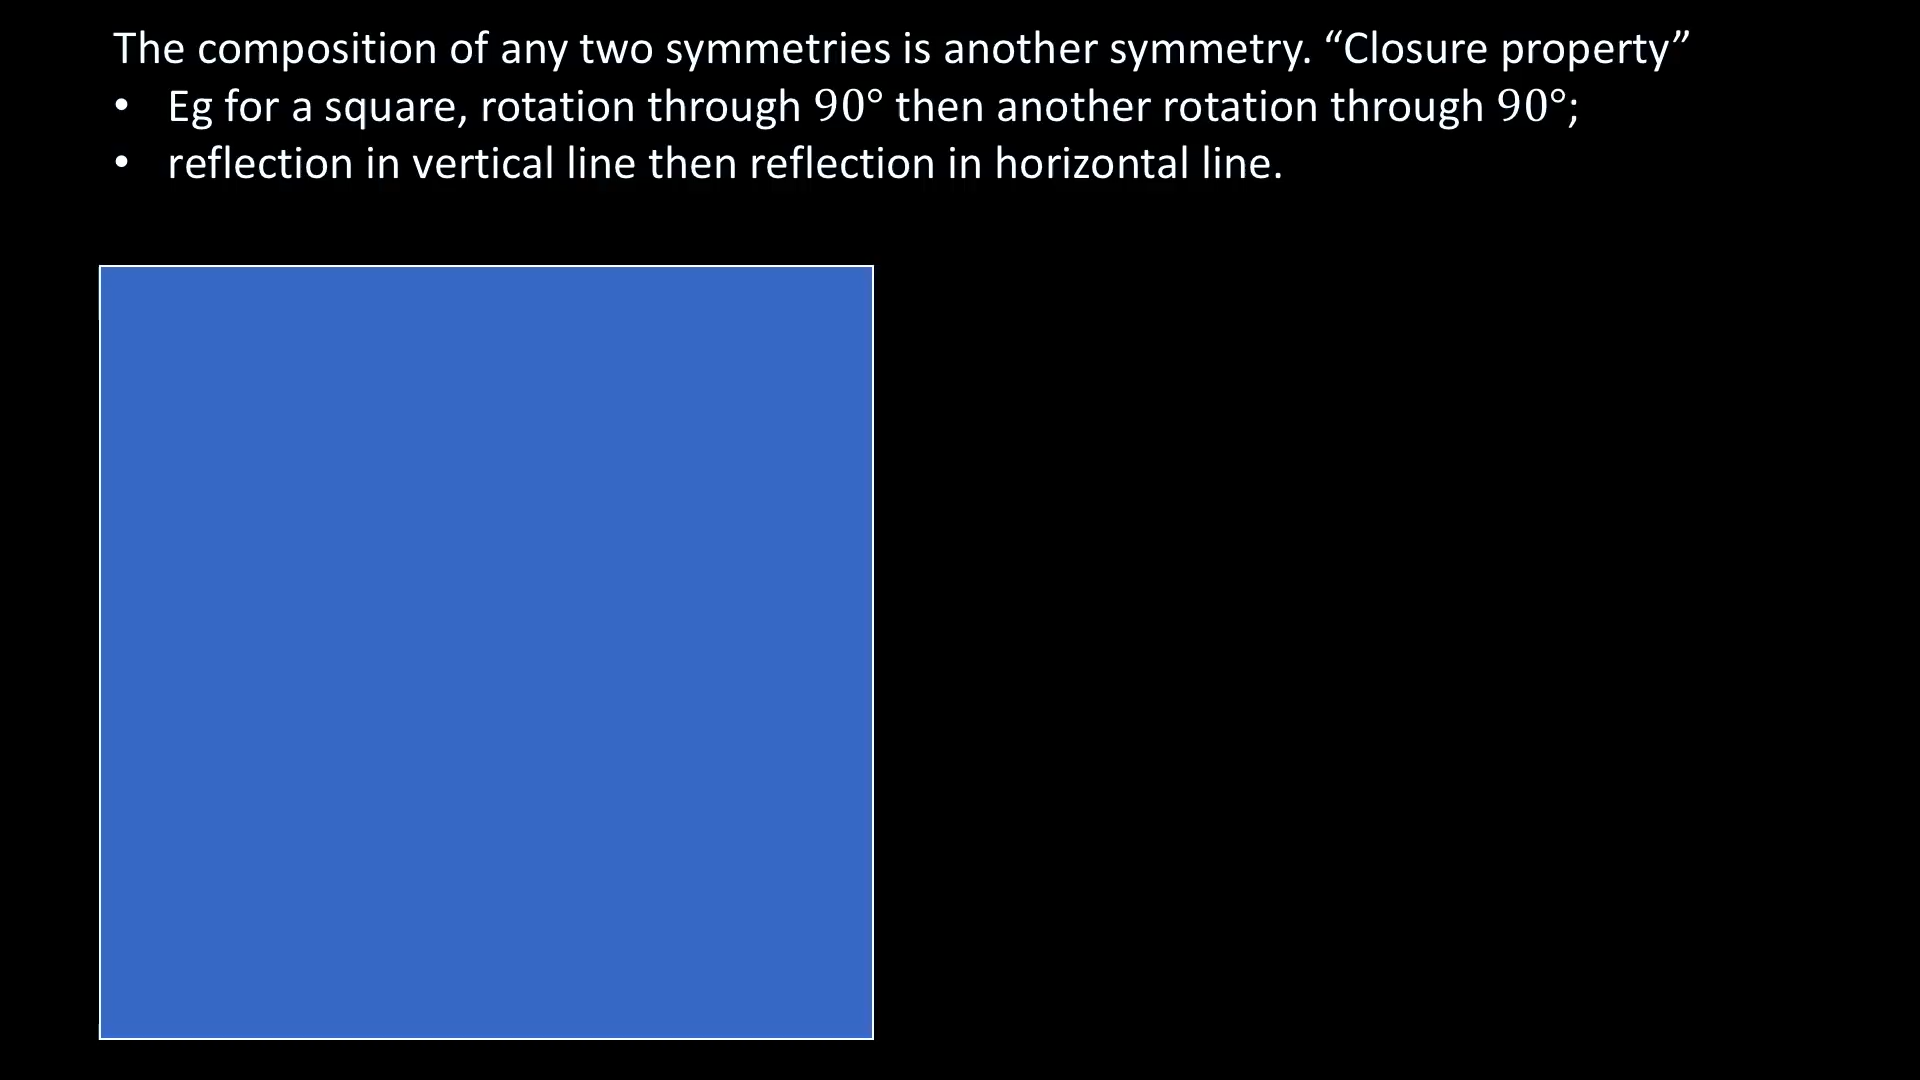 The composition of any two symmetries is another symmetry. “Closure property”
• Eg for a square, rotation through 90° then another rotation through 90°;
• reflection in vertical line then reflection in horizontal line.